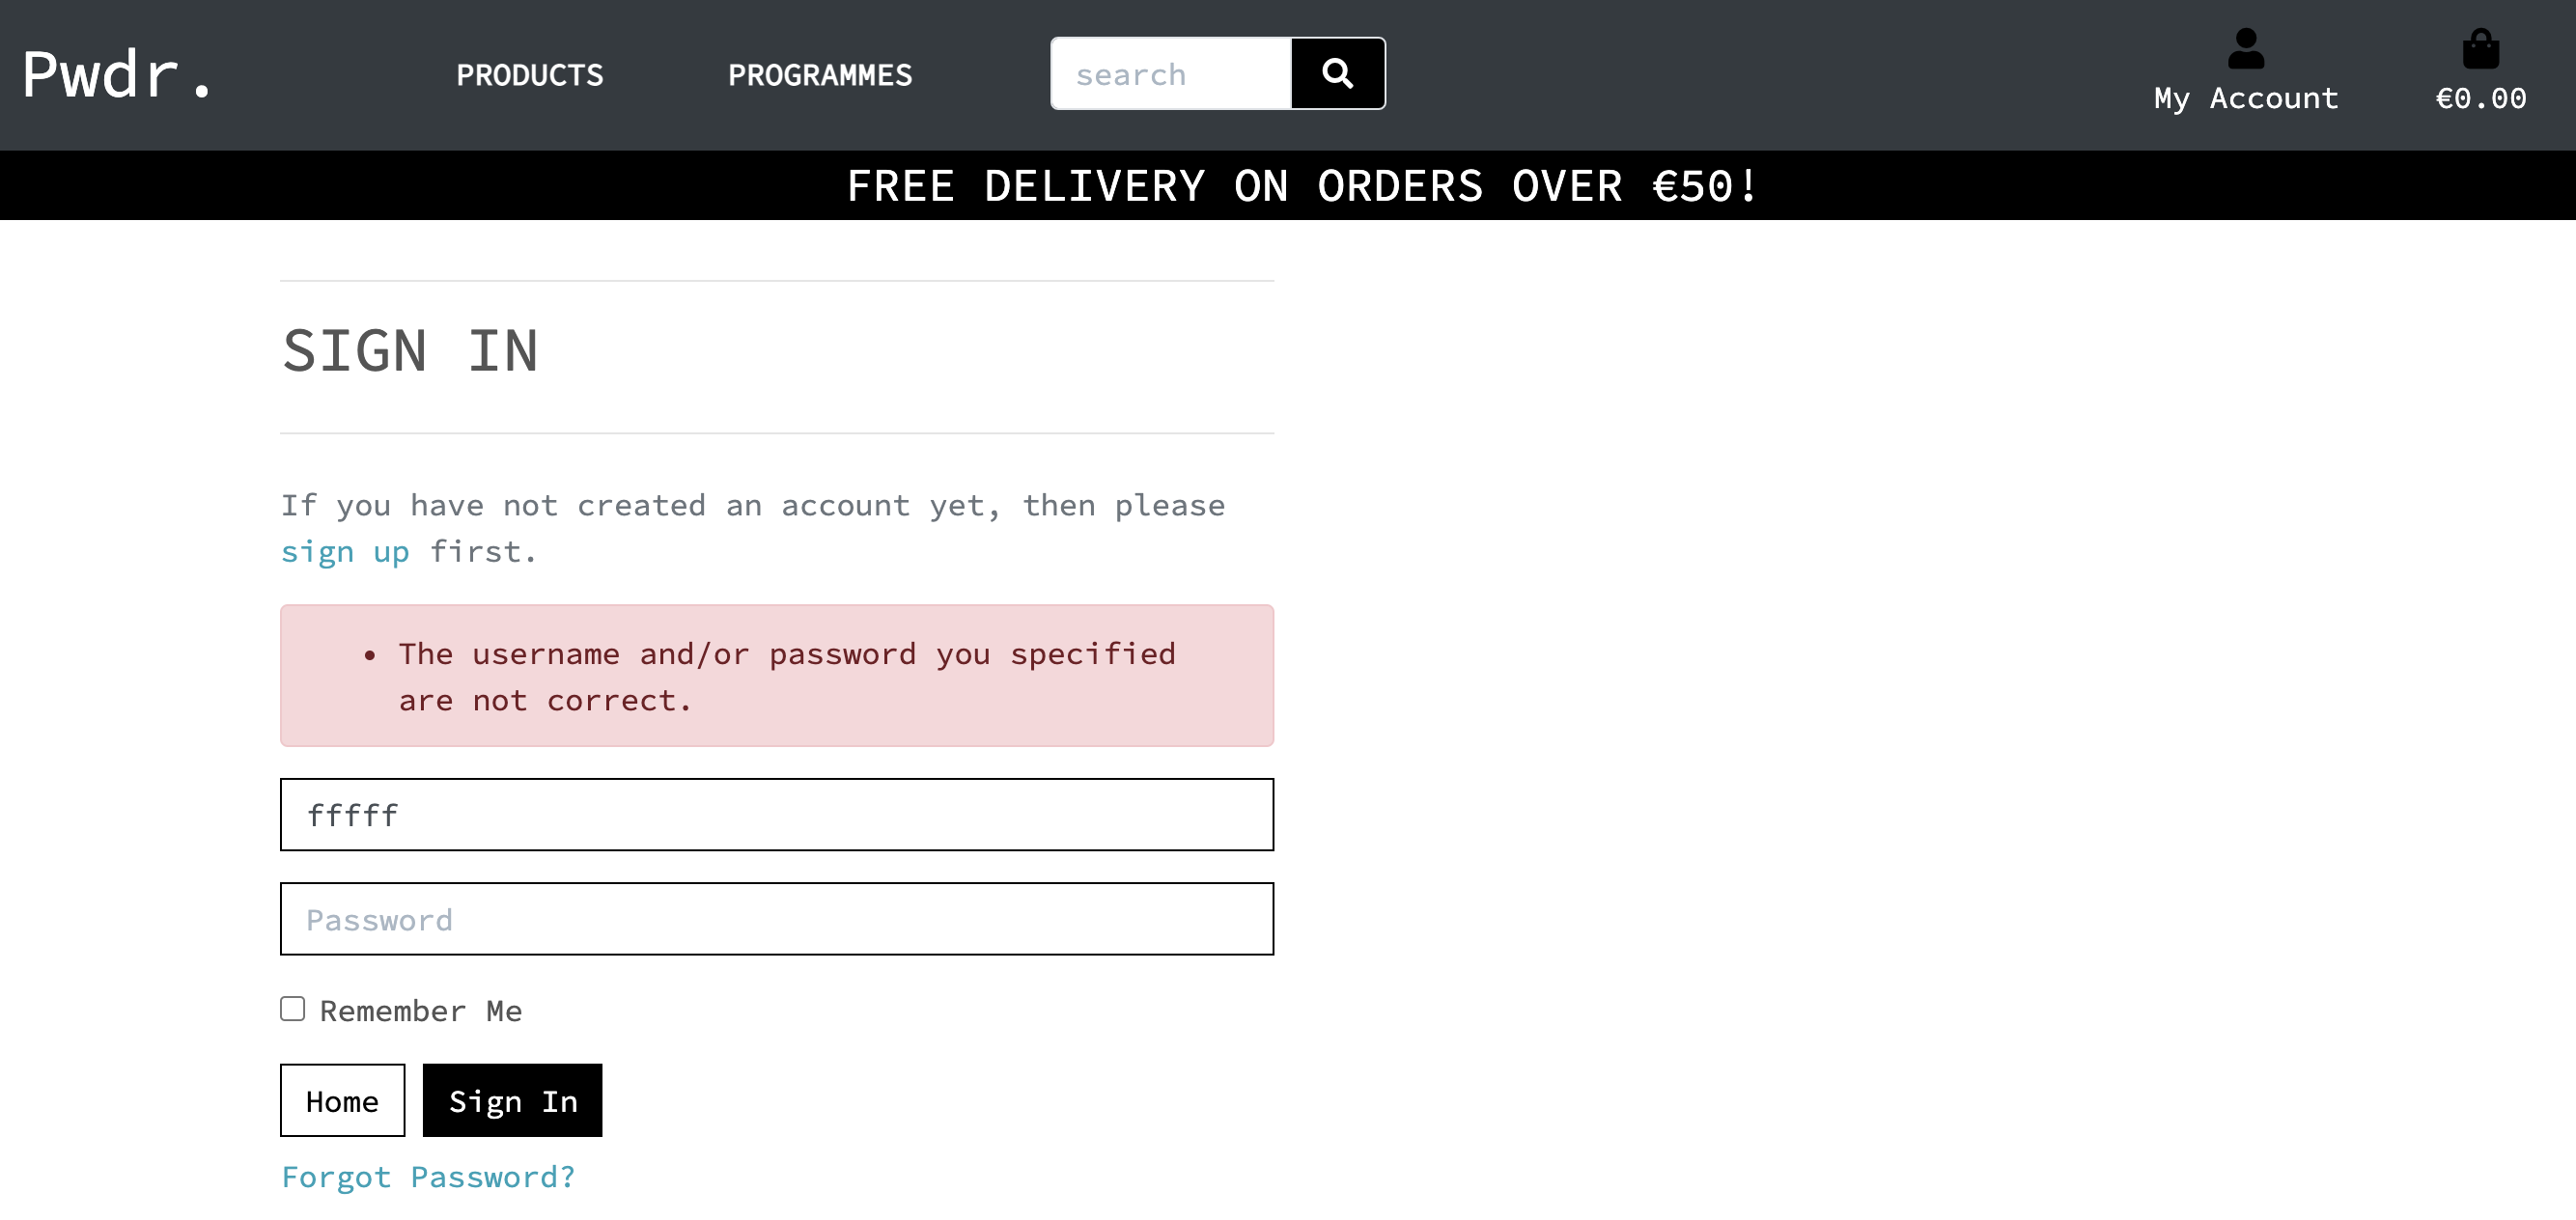 Pwdr.
PRODUCTS
PROGRAMMES
search
My Account
€0.00
FREE DELIVERY ON ORDERS OVER €50!
SIGN IN
If you have not created an account yet, then please
sign up first.
• The username and/or password you specified
are not correct.
fffff
Password
Remember Me
Home
Sign In
Forgot Password?